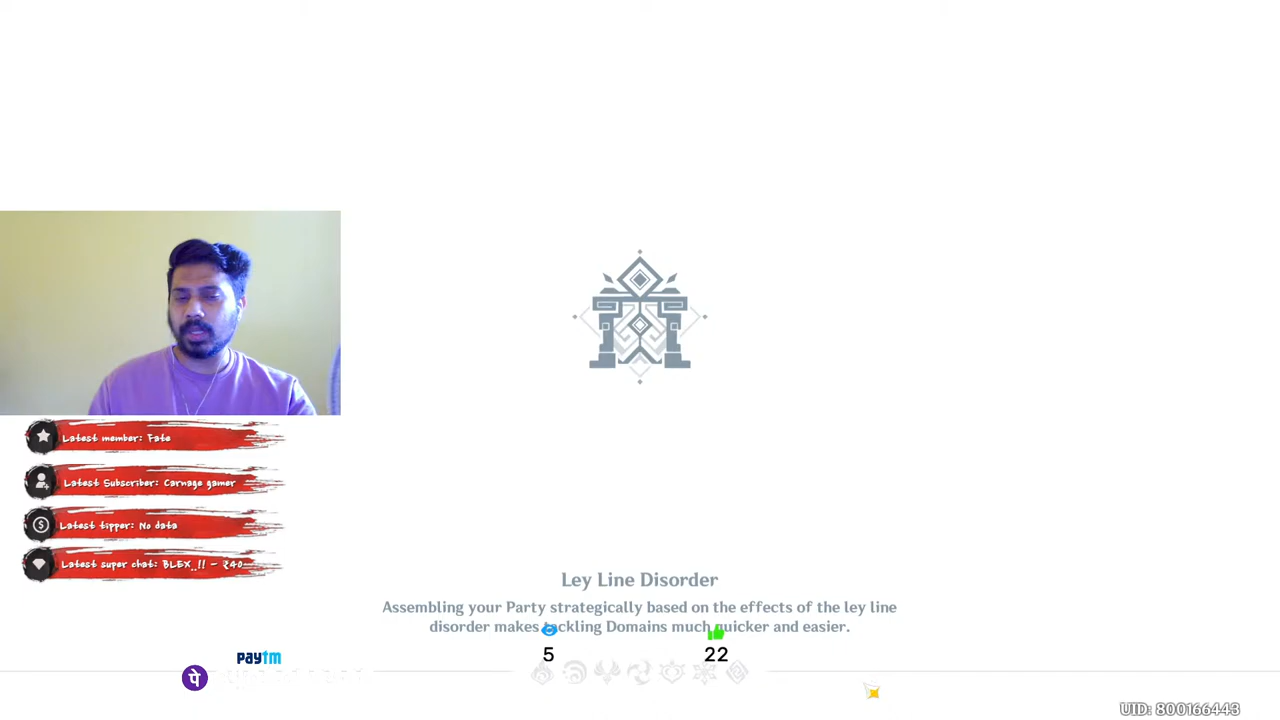 Latest member: Fate
Latest Subscriber: Carnage gamer
Latest tipper: No data
Latest super chat: BLEX_!! - ₹40
Ley Line Disorder
Assembling your Party strategically based on the effects of the ley line
disorder makes tackling Domains much quicker and easier.
5
22
paytm
पे
UID: 800166443